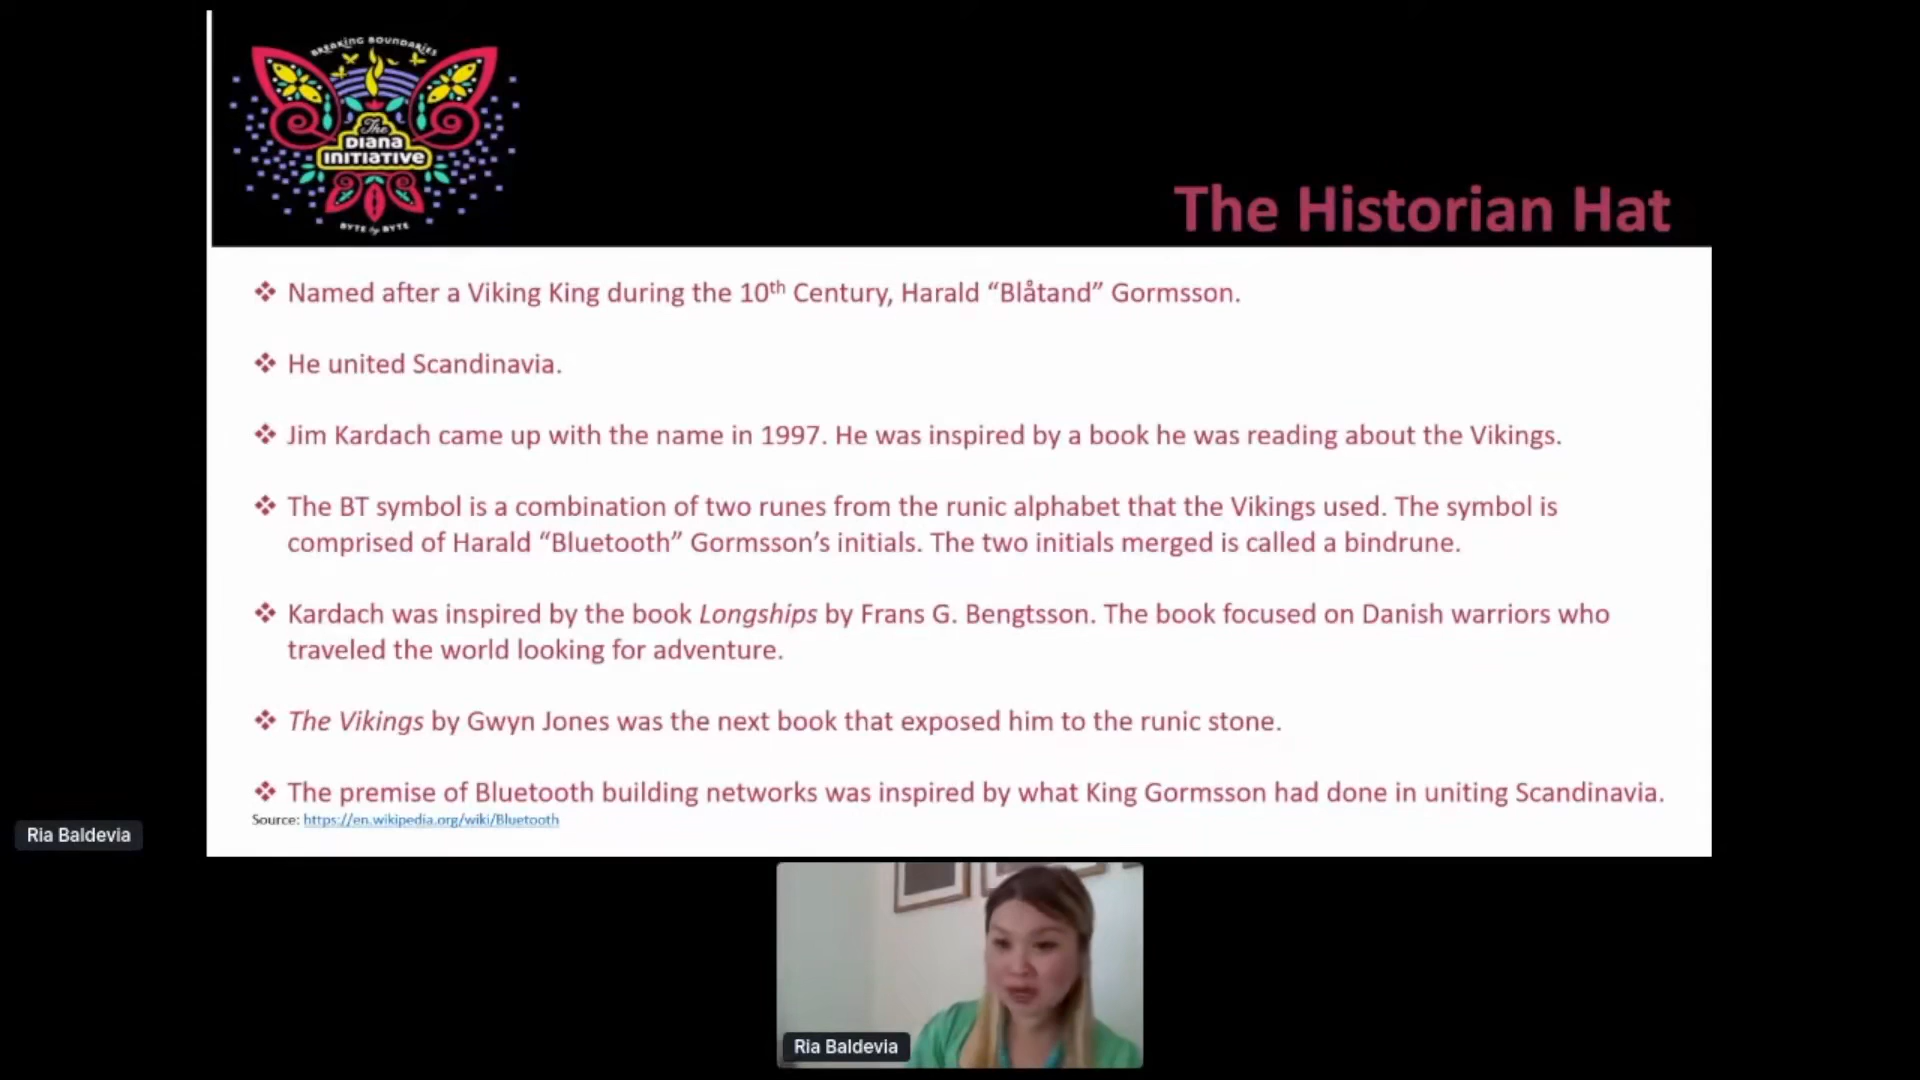 BREAKING BOUNDARIES
The
DIANA
INITIATIVE
BYTE by BYTE
The Historian Hat
❖ Named after a Viking King during the 10th Century, Harald “Blåtand” Gormsson.
❖ He united Scandinavia.
❖ Jim Kardach came up with the name in 1997. He was inspired by a book he was reading about the Vikings.
❖ The BT symbol is a combination of two runes from the runic alphabet that the Vikings used. The symbol is
comprised of Harald “Bluetooth” Gormsson’s initials. The two initials merged is called a bindrune.
❖ Kardach was inspired by the book Longships by Frans G. Bengtsson. The book focused on Danish warriors who
traveled the world looking for adventure.
❖ The Vikings by Gwyn Jones was the next book that exposed him to the runic stone.
❖ The premise of Bluetooth building networks was inspired by what King Gormsson had done in uniting Scandinavia.
Source: https://en.wikipedia.org/wiki/Bluetooth
Ria Baldevia
Ria Baldevia